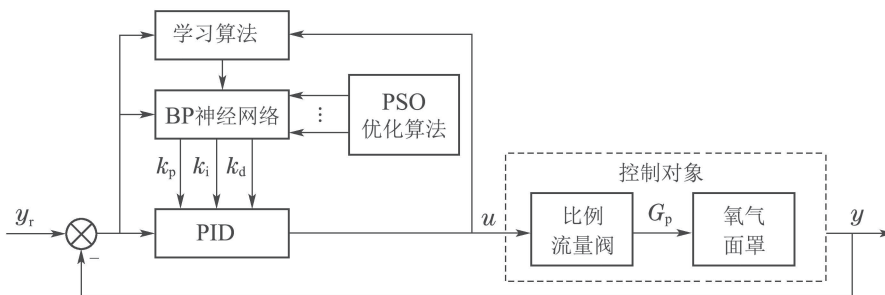 学习算法
BP神经网络
PSO
优化算法
⋮
k_p k_i k_d
控制对象
y_r
−
PID
u
比例
流量阀
G_p
氧气
面罩
y